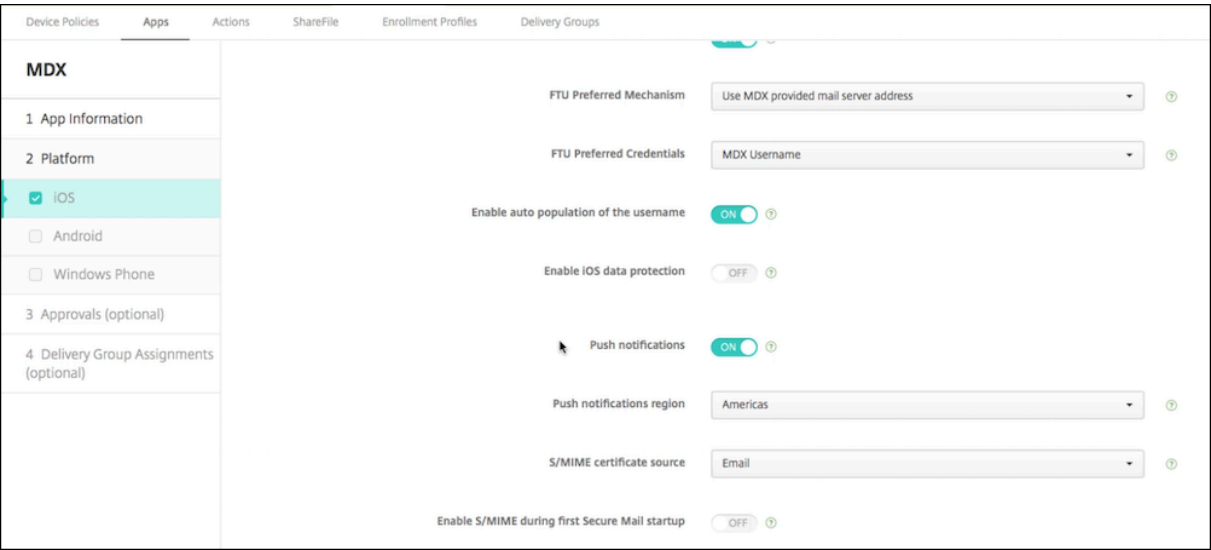 Device Policies Apps Actions ShareFile Enrollment Profiles Delivery Groups
MDX
1 App Information
2 Platform
iOS
Android
Windows Phone
3 Approvals (optional)
4 Delivery Group Assignments
(optional)
FTU Preferred Mechanism Use MDX provided mail server address ?
FTU Preferred Credentials MDX Username ?
Enable auto population of the username ON ?
Enable iOS data protection OFF ?
Push notifications ON ?
Push notifications region Americas ?
S/MIME certificate source Email ?
Enable S/MIME during first Secure Mail startup OFF ?